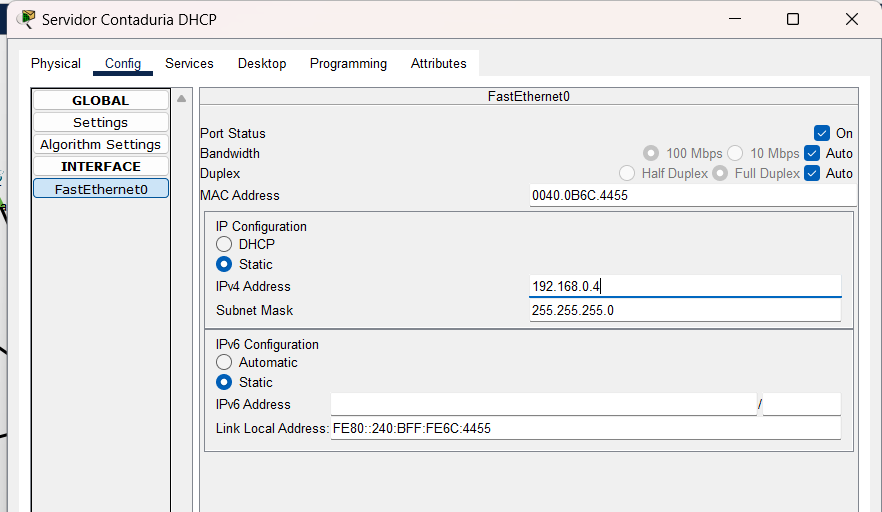 Servidor Contaduria DHCP
Physical Config Services Desktop Programming Attributes
GLOBAL
Settings
Algorithm Settings
INTERFACE
FastEthernet0
FastEthernet0
Port Status On
Bandwidth 100 Mbps 10 Mbps Auto
Duplex Half Duplex Full Duplex Auto
MAC Address 0040.0B6C.4455
IP Configuration
DHCP
Static
IPv4 Address 192.168.0.4
Subnet Mask 255.255.255.0
IPv6 Configuration
Automatic
Static
IPv6 Address /
Link Local Address: FE80::240:BFF:FE6C:4455